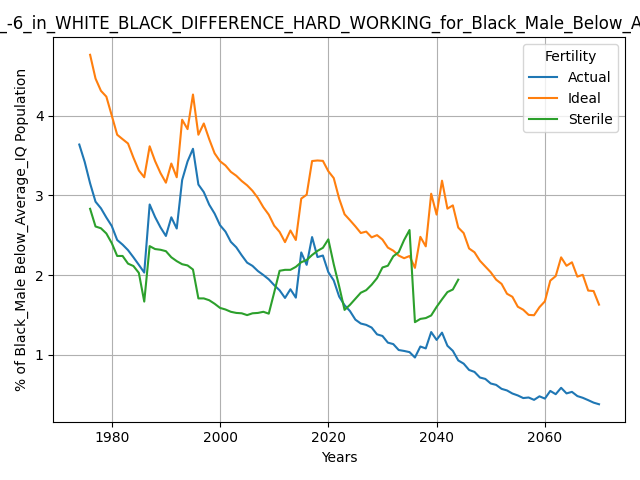 _-6_in_WHITE_BLACK_DIFFERENCE_HARD_WORKING_for_Black_Male_Below_A
% of Black_Male Below_Average_IQ Population
4
3
2
1
Fertility
Actual
Ideal
Sterile
1980 2000 2020 2040 2060
Years